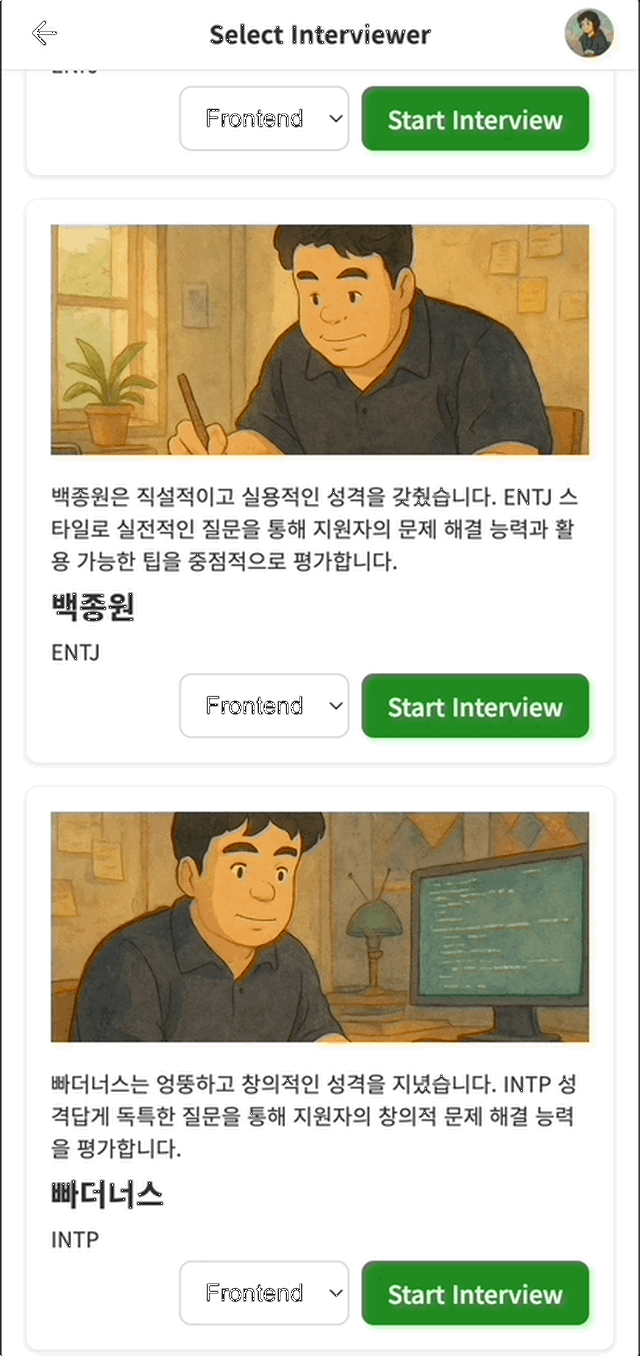 Select Interviewer
ENTJ
Frontend
Start Interview
백종원은 직설적이고 실용적인 성격을 갖췄습니다. ENTJ 스
타일로 실전적인 질문을 통해 지원자의 문제 해결 능력과 활
용 가능한 팁을 중점적으로 평가합니다.
백종원
ENTJ
Frontend
Start Interview
빠더너스는 엉뚱하고 창의적인 성격을 지녔습니다. INTP 성
격답게 독특한 질문을 통해 지원자의 창의적 문제 해결 능력
을 평가합니다.
빠더너스
INTP
Frontend
Start Interview